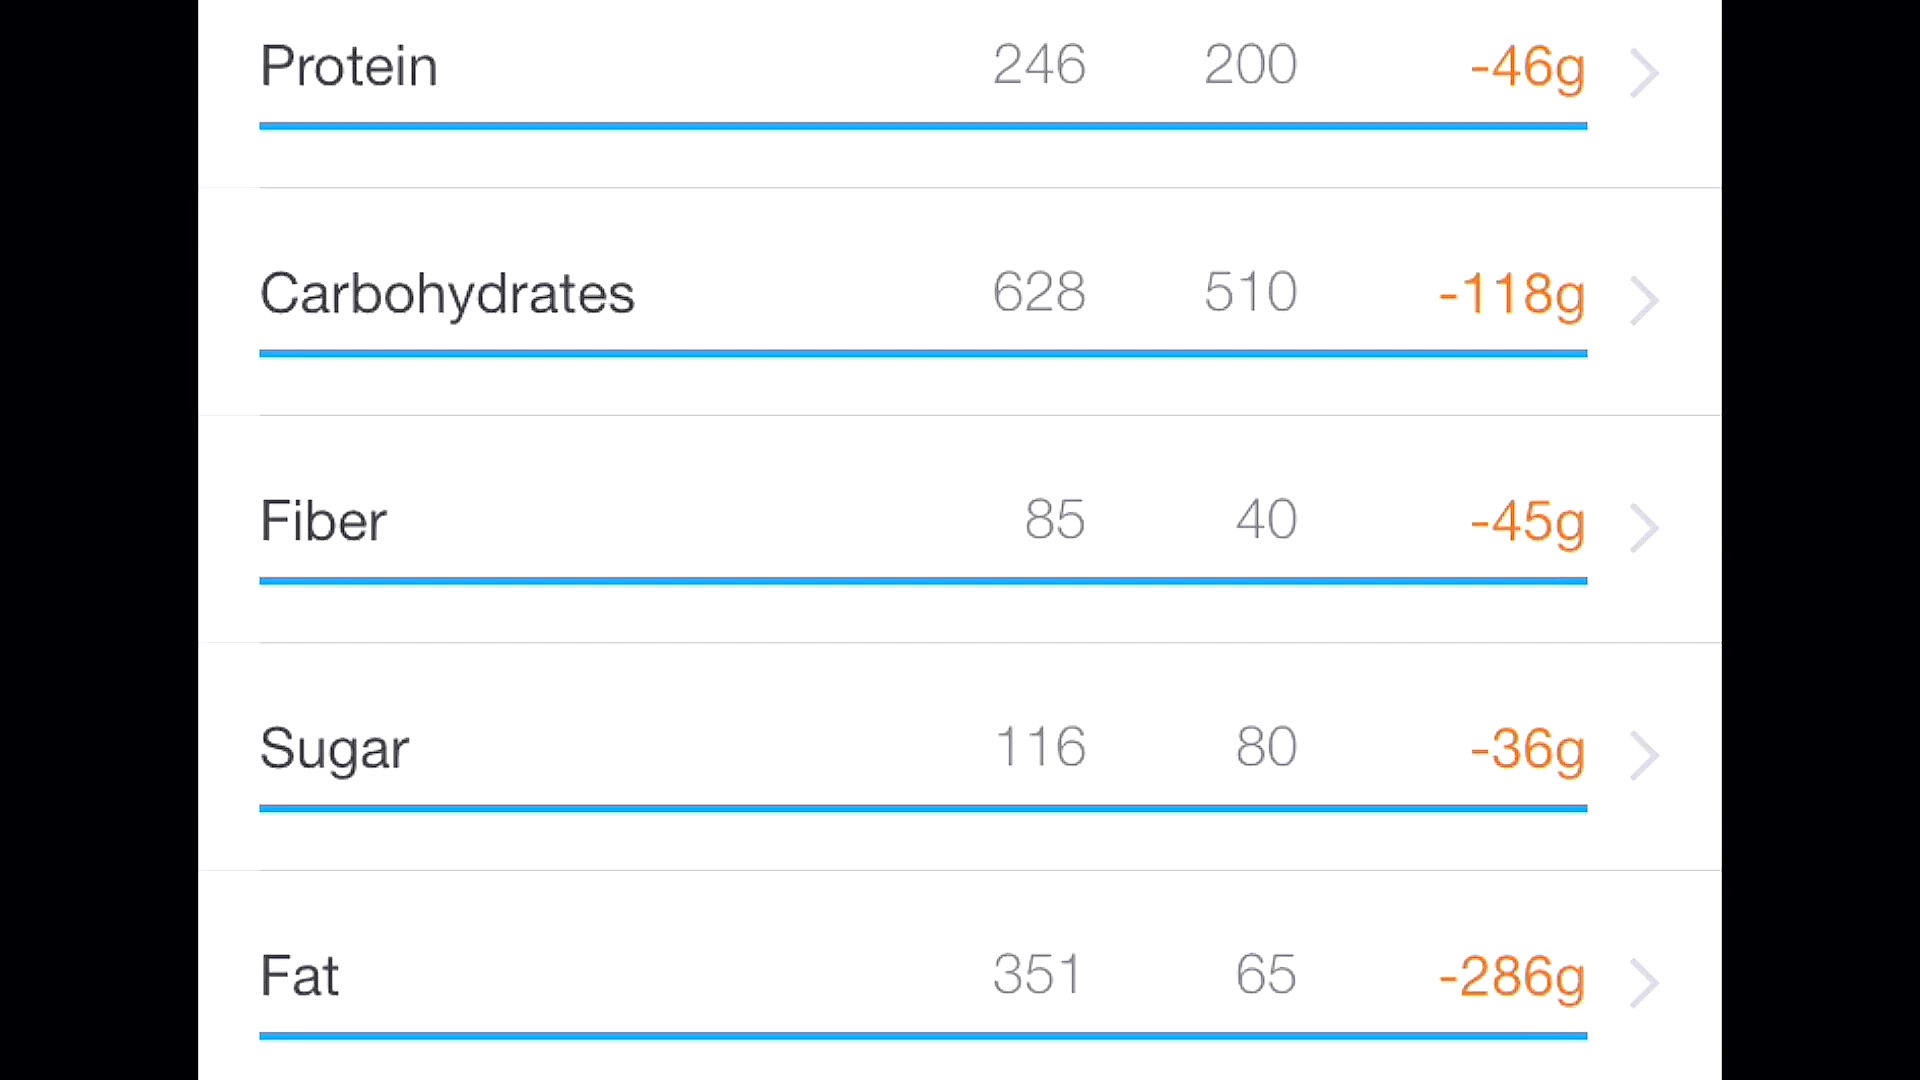 Protein 246 200 -46g
Carbohydrates 628 510 -118g
Fiber 85 40 -45g
Sugar 116 80 -36g
Fat 351 65 -286g